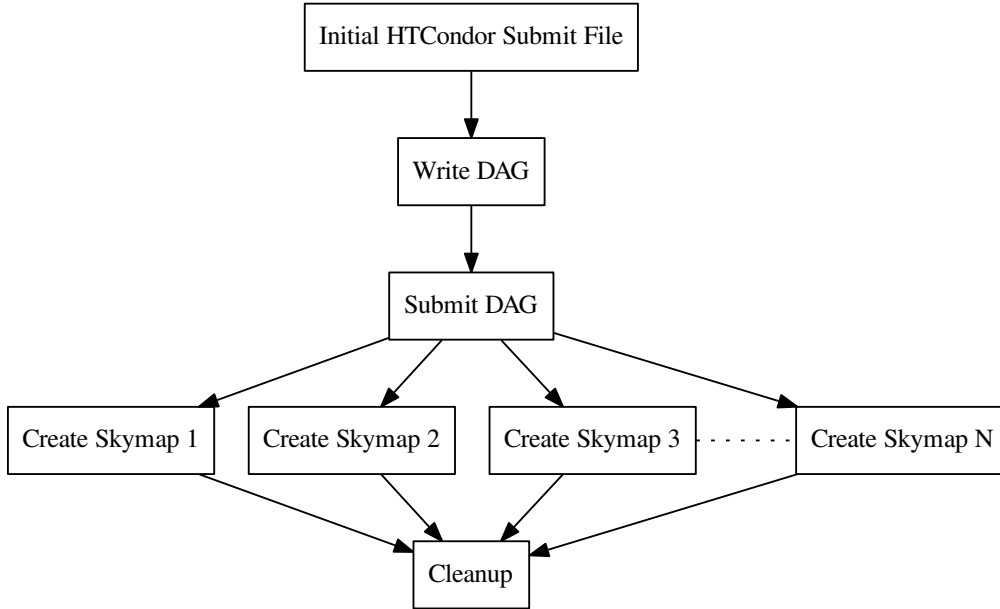 Initial HTCondor Submit File
Write DAG
Submit DAG
Create Skymap 1
Create Skymap 2
Create Skymap 3
Create Skymap N
Cleanup